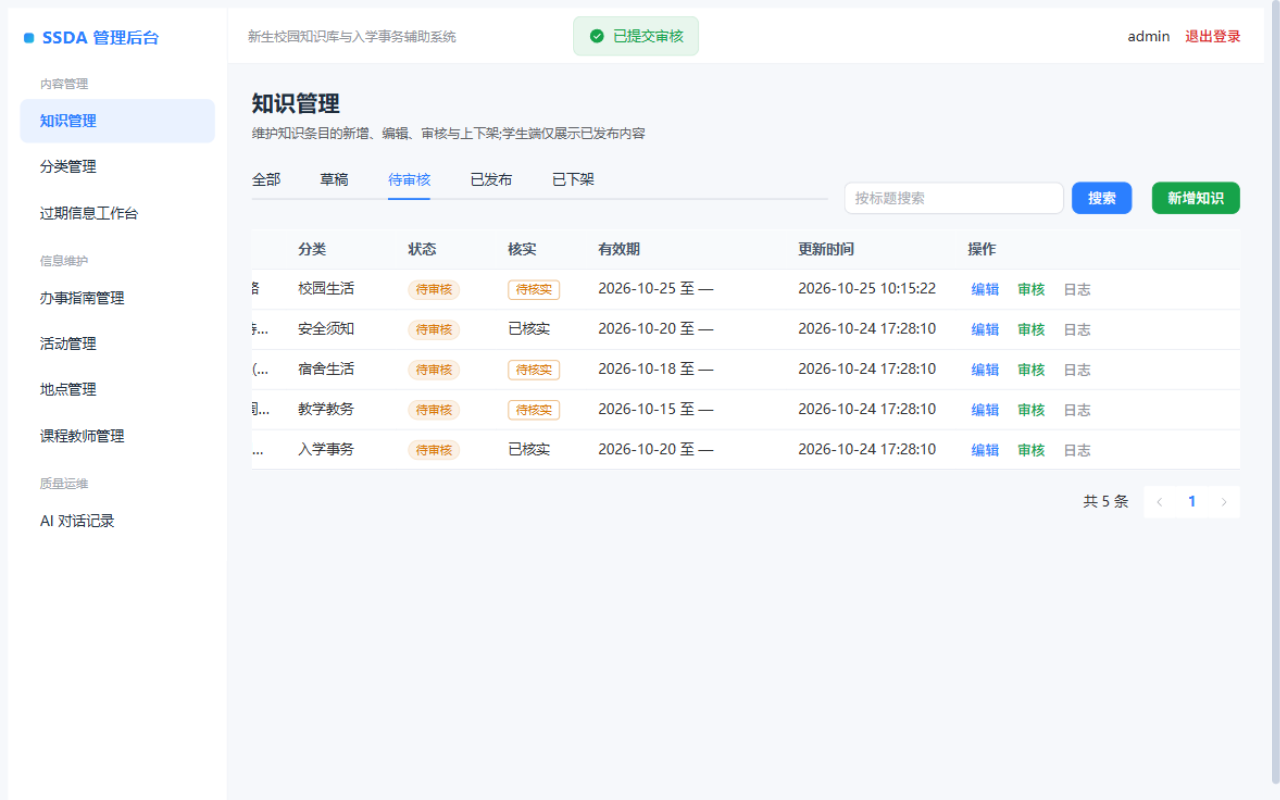 SSDA 管理后台
新生校园知识库与入学事务辅助系统
已提交审核
admin 退出登录
内容管理
知识管理
分类管理
过期信息工作台
信息维护
办事指南管理
活动管理
地点管理
课程教师管理
质量运维
AI 对话记录
知识管理
维护知识条目的新增、编辑、审核与上下架;学生端仅展示已发布内容
全部 草稿 待审核 已发布 已下架
按标题搜索 搜索 新增知识
分类 状态 核实 有效期 更新时间 操作
校园生活 待审核 待核实 2026-10-25 至 — 2026-10-25 10:15:22 编辑 审核 日志
... 安全须知 待审核 已核实 2026-10-20 至 — 2026-10-24 17:28:10 编辑 审核 日志
(... 宿舍生活 待审核 待核实 2026-10-18 至 — 2026-10-24 17:28:10 编辑 审核 日志
... 教学教务 待审核 待核实 2026-10-15 至 — 2026-10-24 17:28:10 编辑 审核 日志
... 入学事务 待审核 已核实 2026-10-20 至 — 2026-10-24 17:28:10 编辑 审核 日志
共 5 条 < 1 >